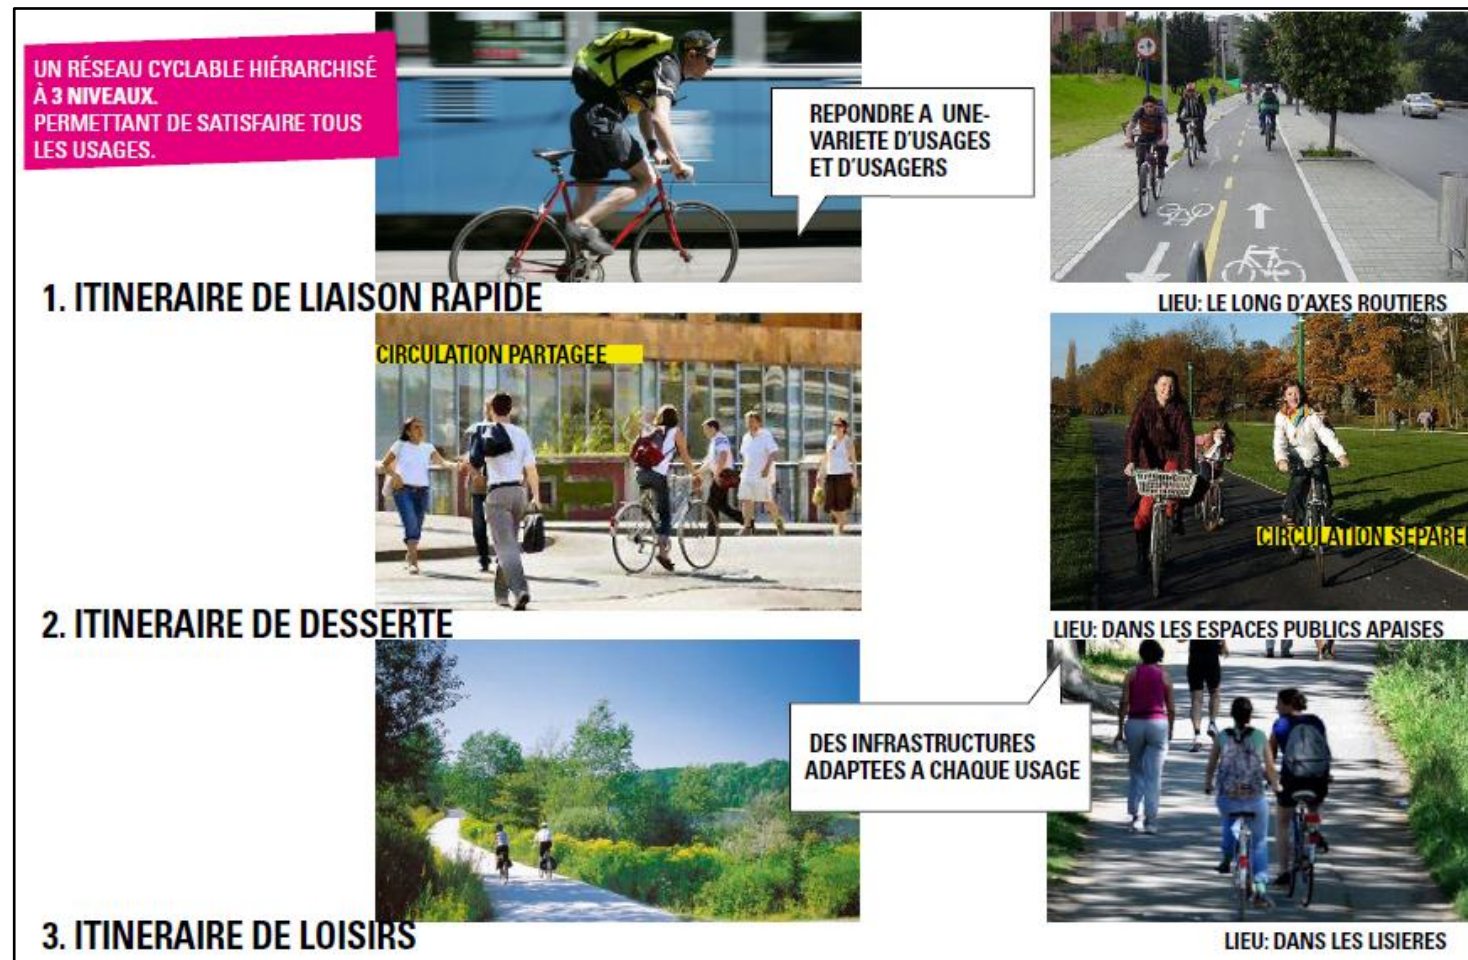 UN RÉSEAU CYCLABLE HIÉRARCHISÉ
À 3 NIVEAUX.
PERMETTANT DE SATISFAIRE TOUS
LES USAGES.
REPONDRE A UNE-
VARIETE D'USAGES
ET D'USAGERS
1. ITINERAIRE DE LIAISON RAPIDE
LIEU: LE LONG D'AXES ROUTIERS
CIRCULATION PARTAGEE
CIRCULATION SEPAREE
2. ITINERAIRE DE DESSERTE
LIEU: DANS LES ESPACES PUBLICS APAISES
DES INFRASTRUCTURES
ADAPTEES A CHAQUE USAGE
3. ITINERAIRE DE LOISIRS
LIEU: DANS LES LISIERES